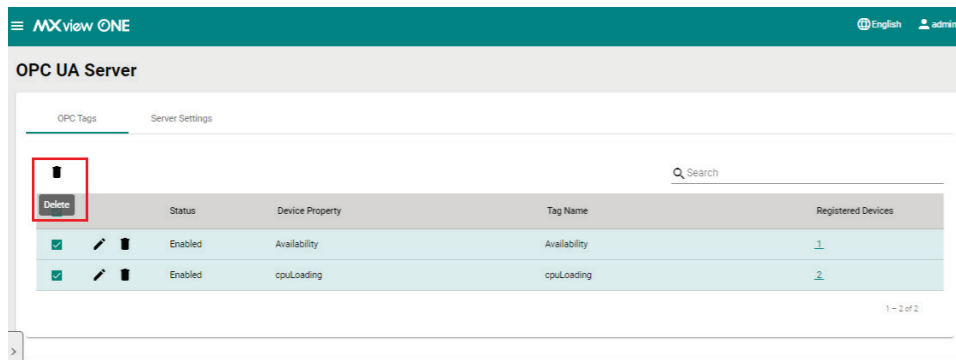 MXview ONE English admin
OPC UA Server
OPC Tags Server Settings
Search
Delete
Status Device Property Tag Name Registered Devices
Enabled Availability Availability 1
Enabled cpuLoading cpuLoading 2
1 – 2 of 2
>